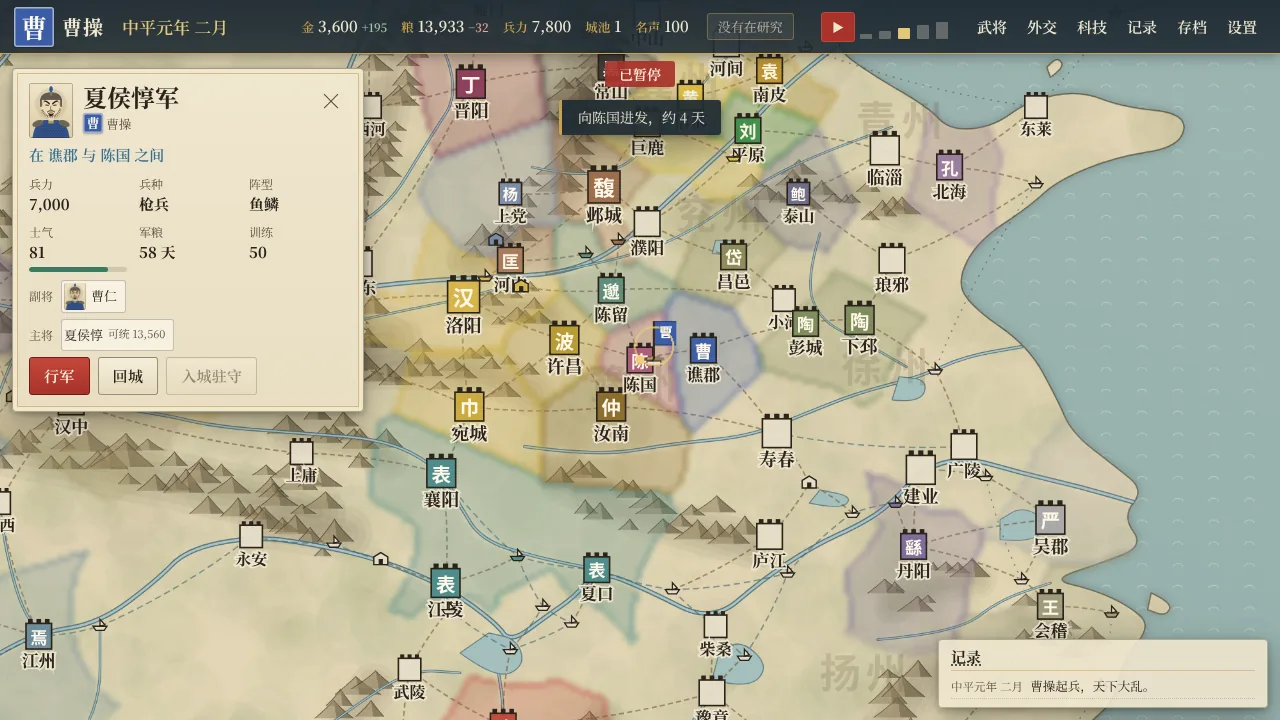 曹 曹操 中平元年 二月 金 3,600 +195 粮 13,933 -32 兵力 7,800 城池 1 名声 100 没有在研究 武将 外交 科技 记录 存档 设置
已暂停
向陈国进发，约 4 天
夏侯惇军
曹 曹操
在 谯郡 与 陈国 之间
兵力 兵种 阵型
7,000 枪兵 鱼鳞
士气 军粮 训练
81 58 天 50
副将 曹仁
主将 夏侯惇 可统 13,560
行军 回城 入城驻守
丁
晋阳
常山
河间
袁
南皮
黄
巨鹿
刘
平原
青州
东莱
临淄
孔
北海
杨
上党
馥
邺城
濮阳
兖州
鲍
泰山
匡
河内
岱
昌邑
琅邪
汉
洛阳
邈
陈留
小沛
陶
彭城
陶
下邳
徐州
波
许昌
陈
陈国
曹
谯郡
巾
宛城
仲
汝南
汉中
上庸
表
襄阳
寿春
广陵
建业
永安
庐江
严
吴郡
繇
丹阳
表
江陵
表
夏口
王
会稽
焉
江州
柴桑
武陵
扬州
豫章
记录
中平元年 二月 曹操起兵，天下大乱。